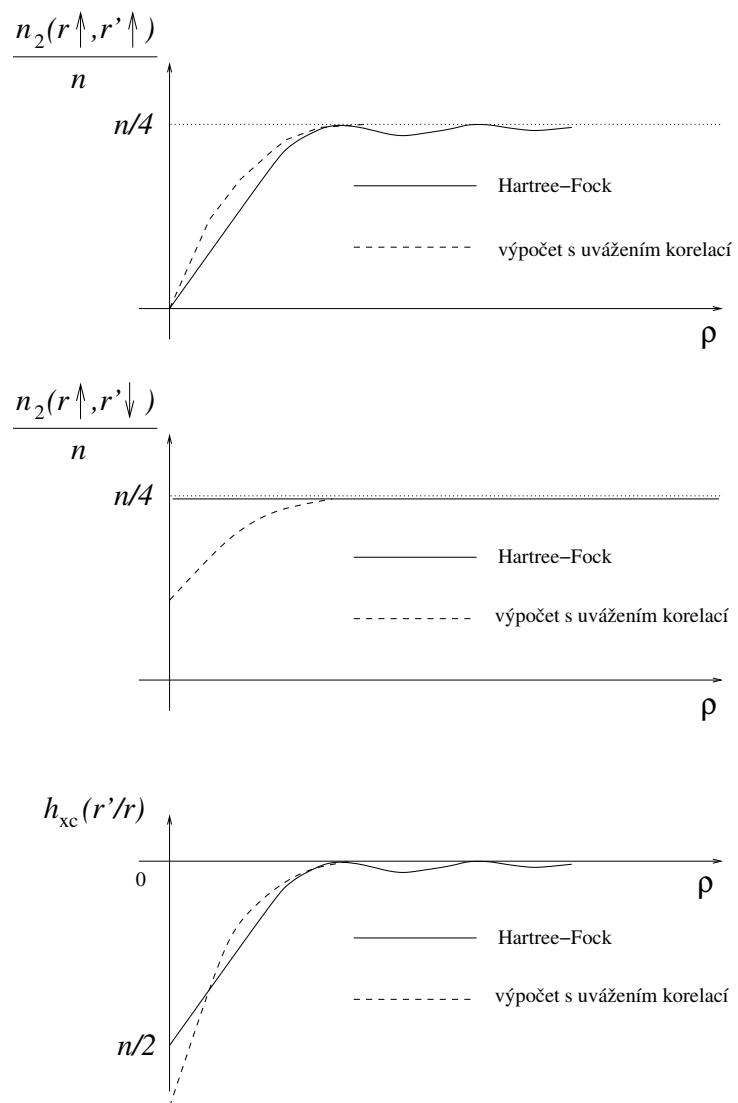 n₂(r↑,r'↑)
n
n/4
Hartree–Fock
výpočet s uvážením korelací
ρ
n₂(r↑,r'↓)
n
n/4
Hartree–Fock
výpočet s uvážením korelací
ρ
h_xc(r'/r)
0
ρ
Hartree–Fock
výpočet s uvážením korelací
n/2